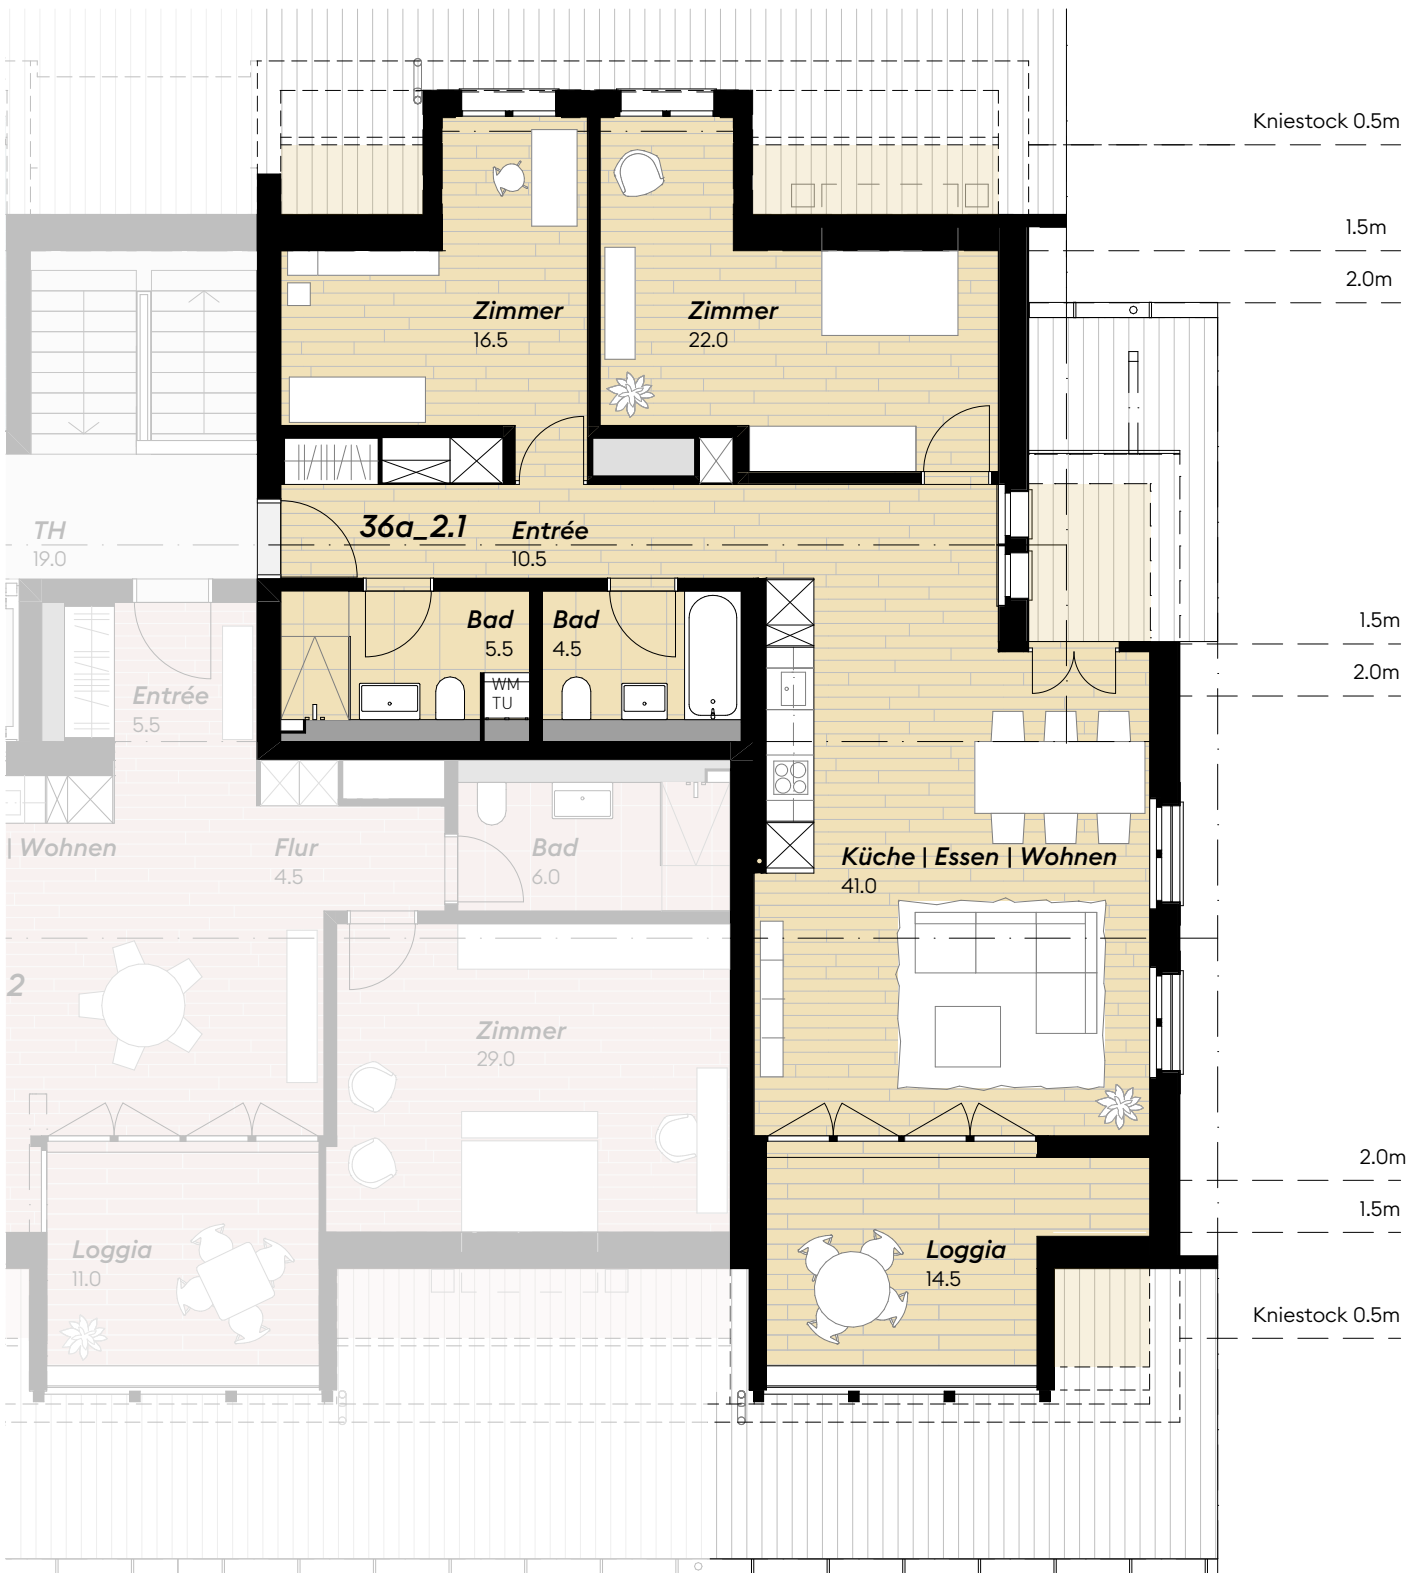 Kniestock 0.5m
1.5m
2.0m
Zimmer
16.5
Zimmer
22.0
36a_2.1
Entrée
10.5
TH
19.0
Bad
5.5
Bad
4.5
WM
TU
1.5m
2.0m
Entrée
5.5
| Wohnen
Flur
4.5
Bad
6.0
Küche | Essen | Wohnen
41.0
2
Zimmer
29.0
2.0m
1.5m
Loggia
11.0
Loggia
14.5
Kniestock 0.5m